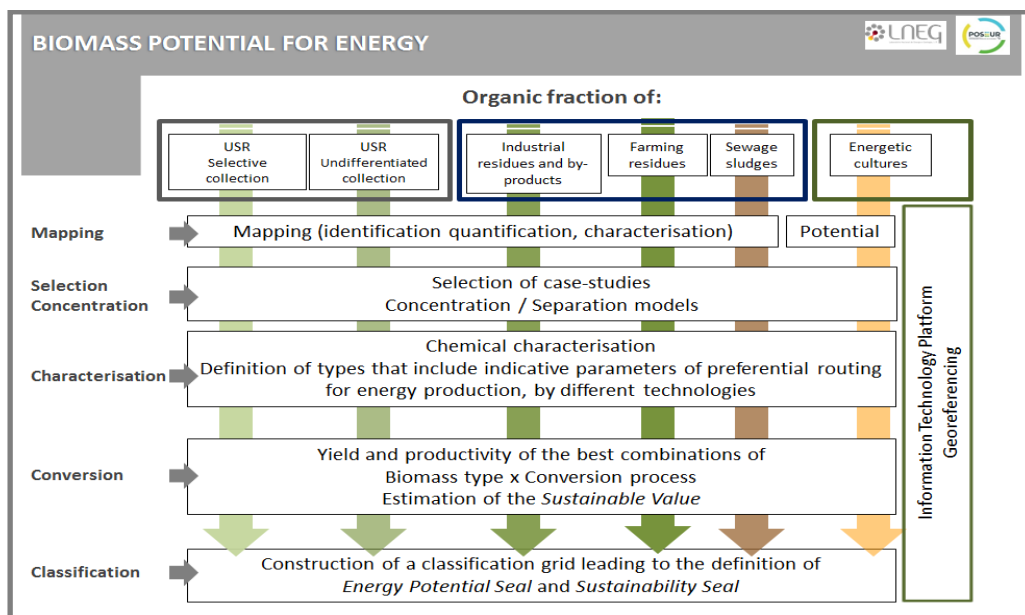 BIOMASS POTENTIAL FOR ENERGY
LNEG
POSEUR
Organic fraction of:
USR
Selective
collection
USR
Undifferentiated
collection
Industrial
residues and by-
products
Farming
residues
Sewage
sludges
Energetic
cultures
Mapping
Mapping (identification quantification, characterisation)
Potential
Selection
Concentration
Selection of case-studies
Concentration / Separation models
Characterisation
Chemical characterisation
Definition of types that include indicative parameters of preferential routing
for energy production, by different technologies
Conversion
Yield and productivity of the best combinations of
Biomass type x Conversion process
Estimation of the Sustainable Value
Classification
Construction of a classification grid leading to the definition of
Energy Potential Seal and Sustainability Seal
Information Technology Platform
Georeferencing